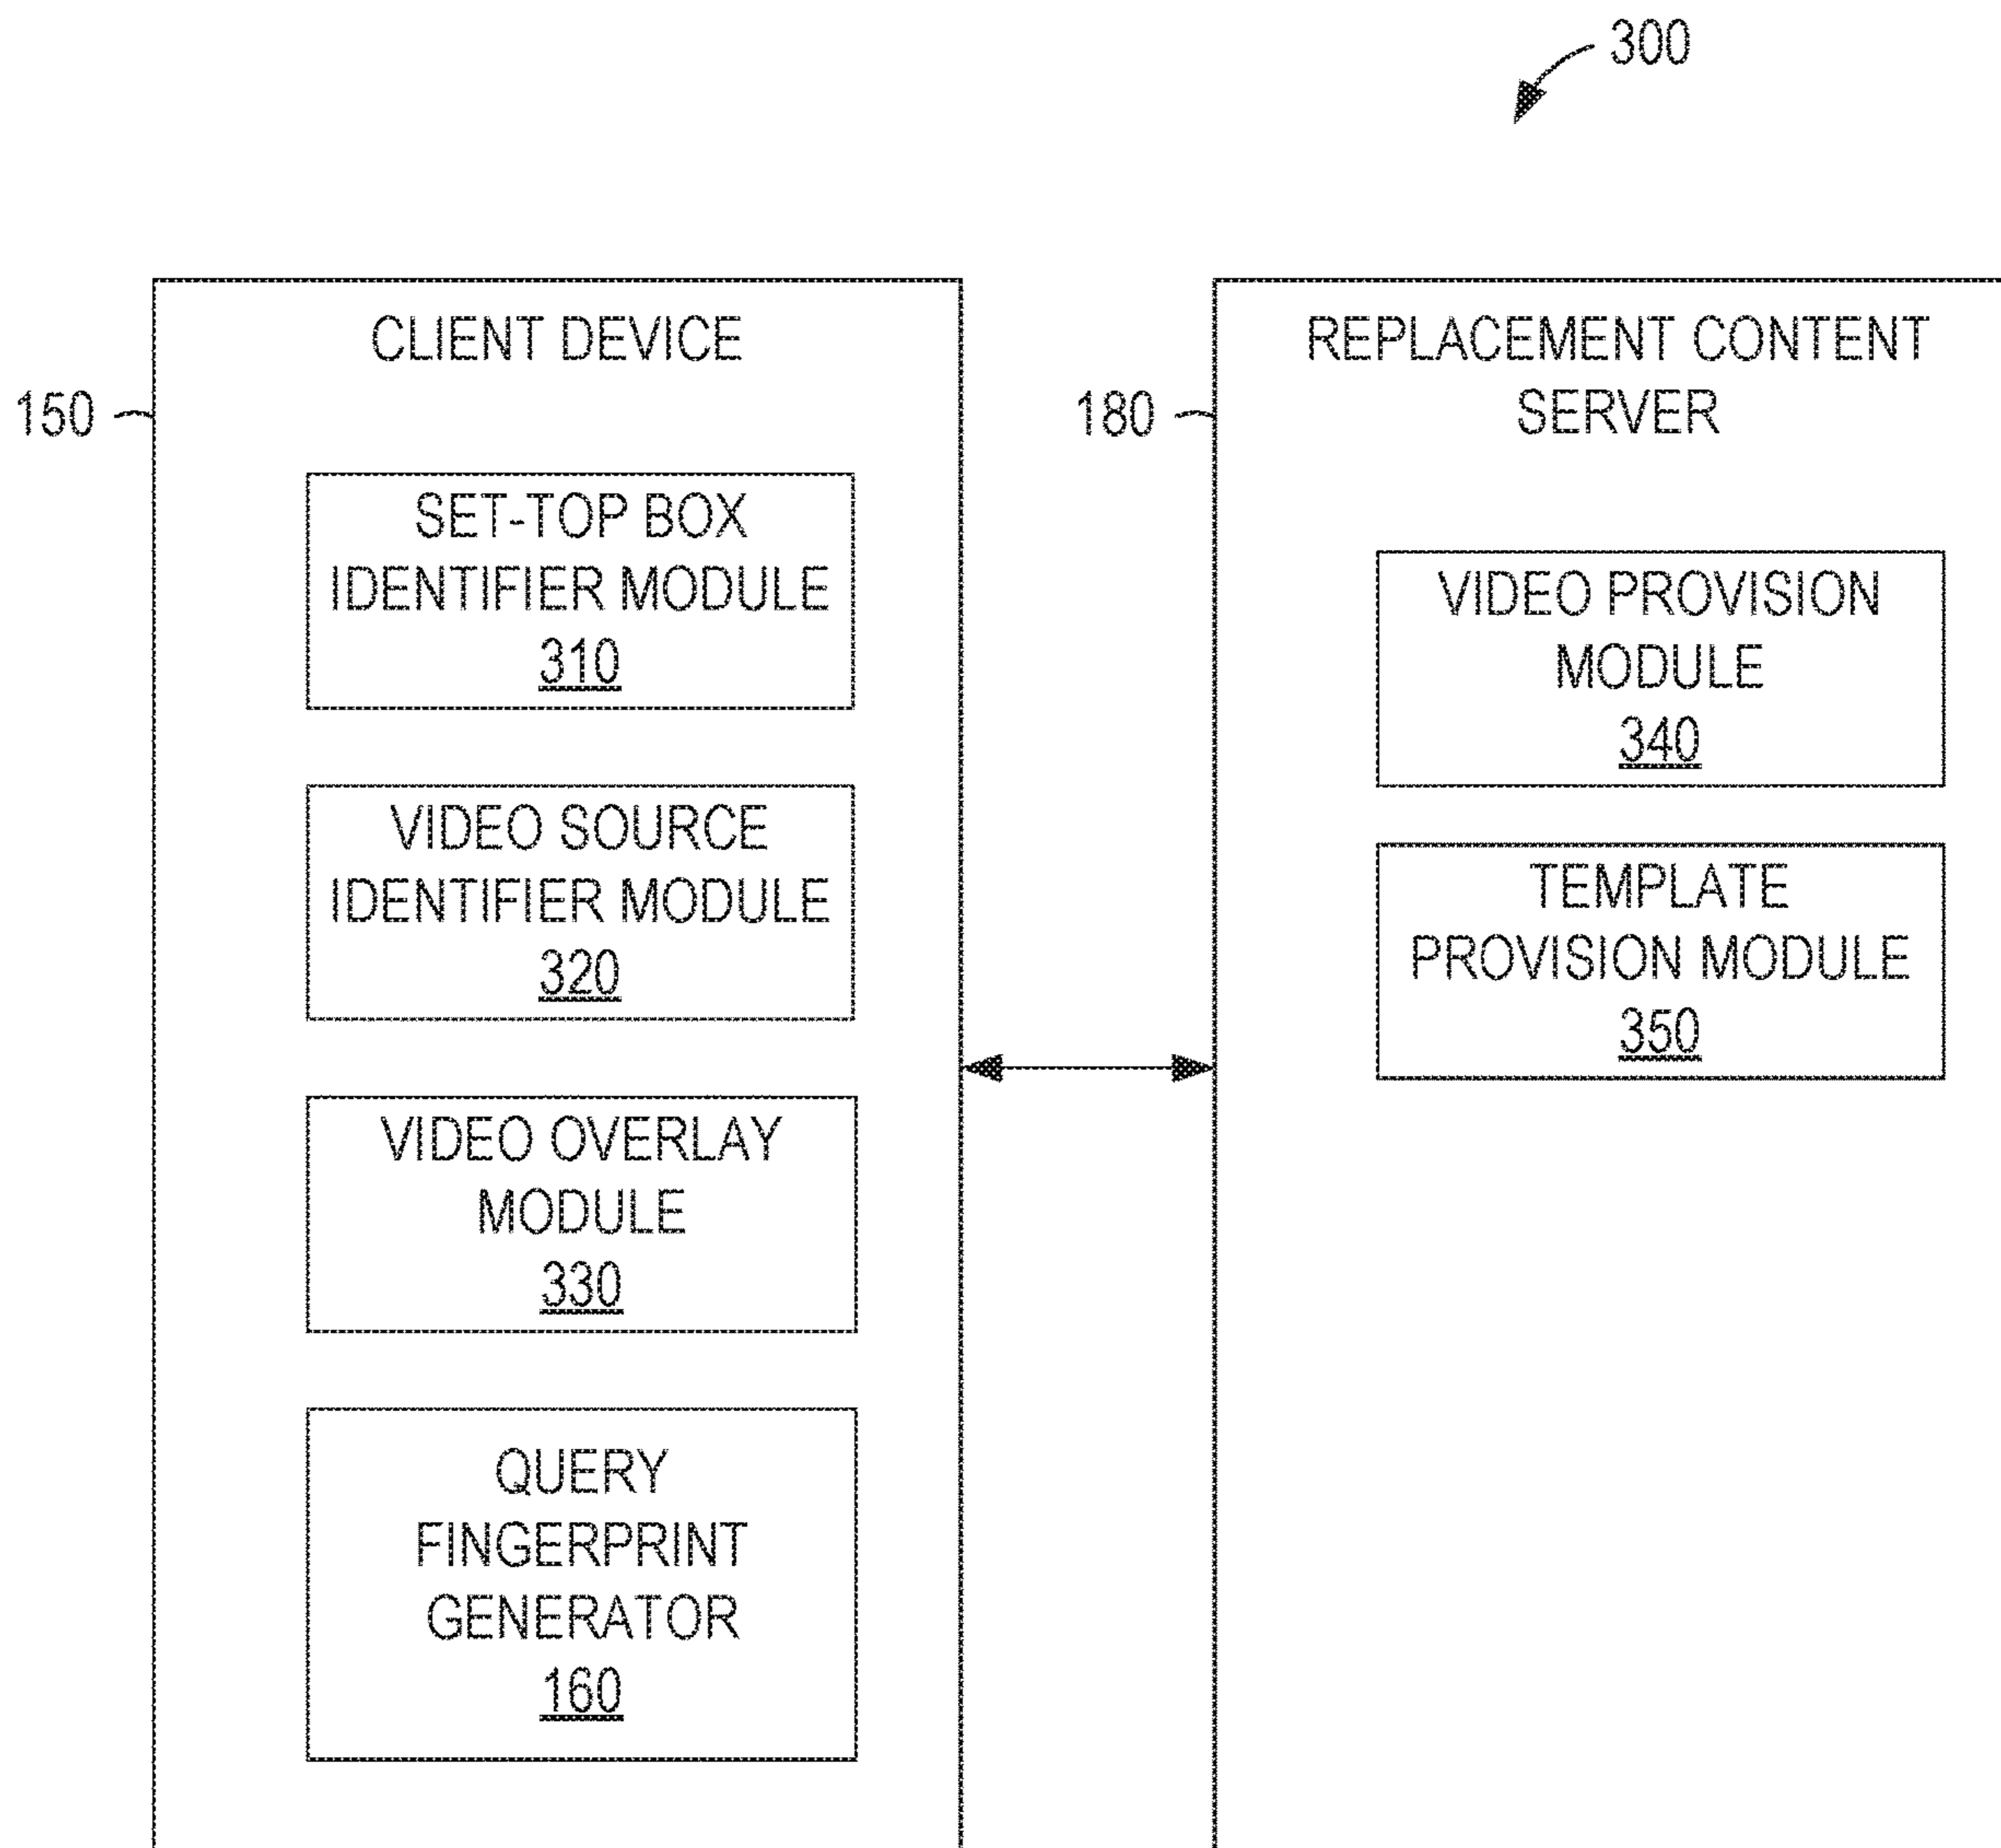 300
CLIENT DEVICE
150
SET-TOP BOX
IDENTIFIER MODULE
310
VIDEO SOURCE
IDENTIFIER MODULE
320
VIDEO OVERLAY
MODULE
330
QUERY
FINGERPRINT
GENERATOR
160
REPLACEMENT CONTENT
SERVER
180
VIDEO PROVISION
MODULE
340
TEMPLATE
PROVISION MODULE
350